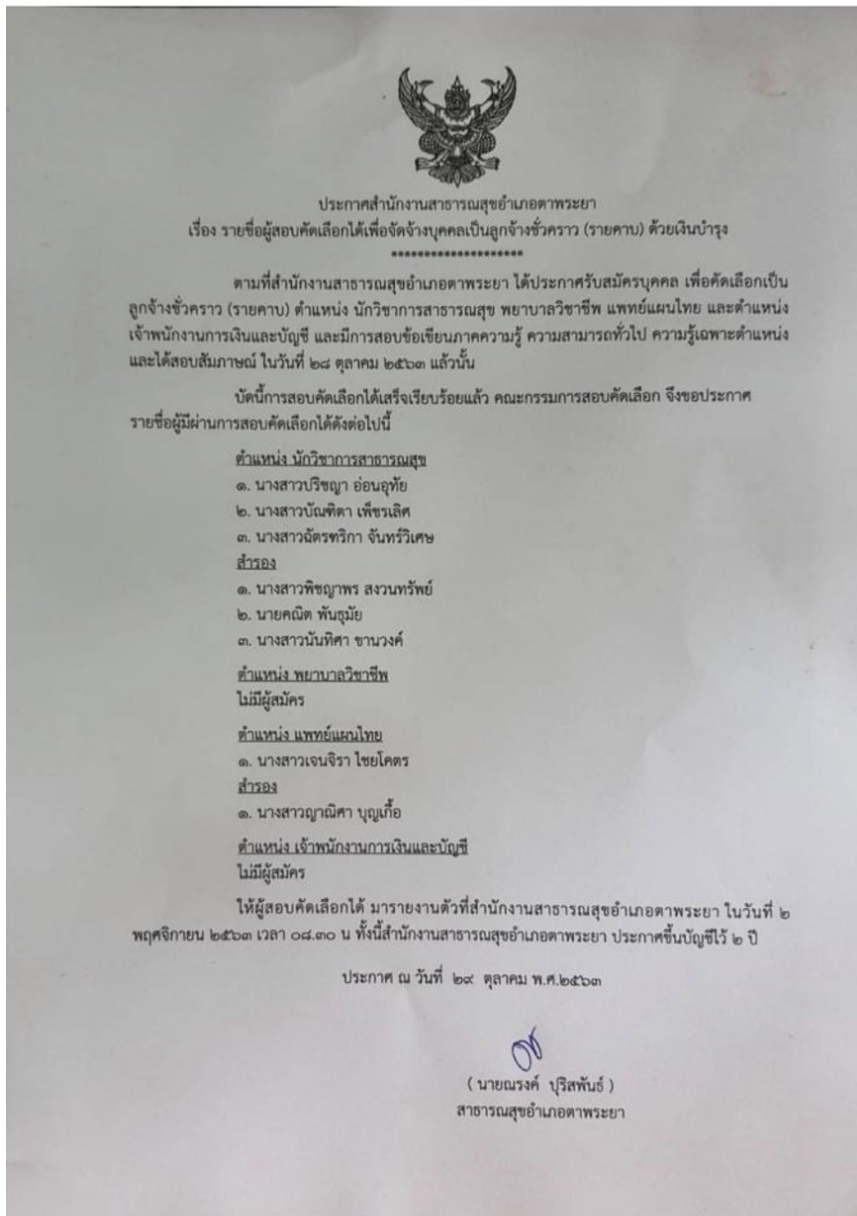 ประกาศสำนักงานสาธารณสุขอำเภอตาพระยา
เรื่อง รายชื่อผู้สอบคัดเลือกได้เพื่อจัดจ้างบุคคลเป็นลูกจ้างชั่วคราว (รายคาบ) ด้วยเงินบำรุง
********************
ตามที่สำนักงานสาธารณสุขอำเภอตาพระยา ได้ประกาศรับสมัครบุคคล เพื่อคัดเลือกเป็น
ลูกจ้างชั่วคราว (รายคาบ) ตำแหน่ง นักวิชาการสาธารณสุข พยาบาลวิชาชีพ แพทย์แผนไทย และตำแหน่ง
เจ้าพนักงานการเงินและบัญชี และมีการสอบข้อเขียนภาคความรู้ ความสามารถทั่วไป ความรู้เฉพาะตำแหน่ง
และได้สอบสัมภาษณ์ ในวันที่ ๒๘ ตุลาคม ๒๕๖๓ แล้วนั้น
บัดนี้การสอบคัดเลือกได้เสร็จเรียบร้อยแล้ว คณะกรรมการสอบคัดเลือก จึงขอประกาศ
รายชื่อผู้มีผ่านการสอบคัดเลือกได้ดังต่อไปนี้
ตำแหน่ง นักวิชาการสาธารณสุข
๑. นางสาวปริชญา อ่อนอุทัย
๒. นางสาวบัณฑิตา เพ็ชรเลิศ
๓. นางสาวฉัตรฑริกา จันทร์วิเศษ
สำรอง
๑. นางสาวพิชญาพร สงวนทรัพย์
๒. นายคณิต พันธุมัย
๓. นางสาวนันทิศา ขานวงค์
ตำแหน่ง พยาบาลวิชาชีพ
ไม่มีผู้สมัคร
ตำแหน่ง แพทย์แผนไทย
๑. นางสาวเจนจิรา ไชยโคตร
สำรอง
๑. นางสาวญาณิศา บุญเกื้อ
ตำแหน่ง เจ้าพนักงานการเงินและบัญชี
ไม่มีผู้สมัคร
ให้ผู้สอบคัดเลือกได้ มารายงานตัวที่สำนักงานสาธารณสุขอำเภอตาพระยา ในวันที่ ๒
พฤศจิกายน ๒๕๖๓ เวลา ๐๘.๓๐ น ทั้งนี้สำนักงานสาธารณสุขอำเภอตาพระยา ประกาศขึ้นบัญชีไว้ ๒ ปี
ประกาศ ณ วันที่ ๒๙ ตุลาคม พ.ศ.๒๕๖๓
( นายณรงค์ ปุริสพันธ์ )
สาธารณสุขอำเภอตาพระยา